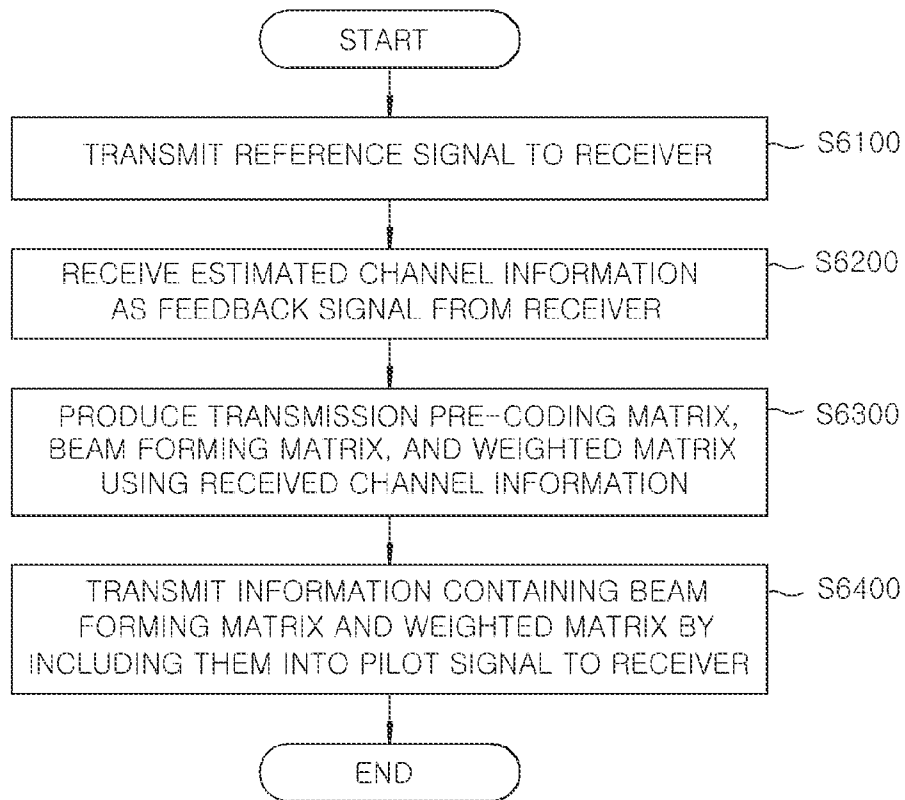 START
TRANSMIT REFERENCE SIGNAL TO RECEIVER
S6100
RECEIVE ESTIMATED CHANNEL INFORMATION
AS FEEDBACK SIGNAL FROM RECEIVER
S6200
PRODUCE TRANSMISSION PRE-CODING MATRIX,
BEAM FORMING MATRIX, AND WEIGHTED MATRIX
USING RECEIVED CHANNEL INFORMATION
S6300
TRANSMIT INFORMATION CONTAINING BEAM
FORMING MATRIX AND WEIGHTED MATRIX BY
INCLUDING THEM INTO PILOT SIGNAL TO RECEIVER
S6400
END